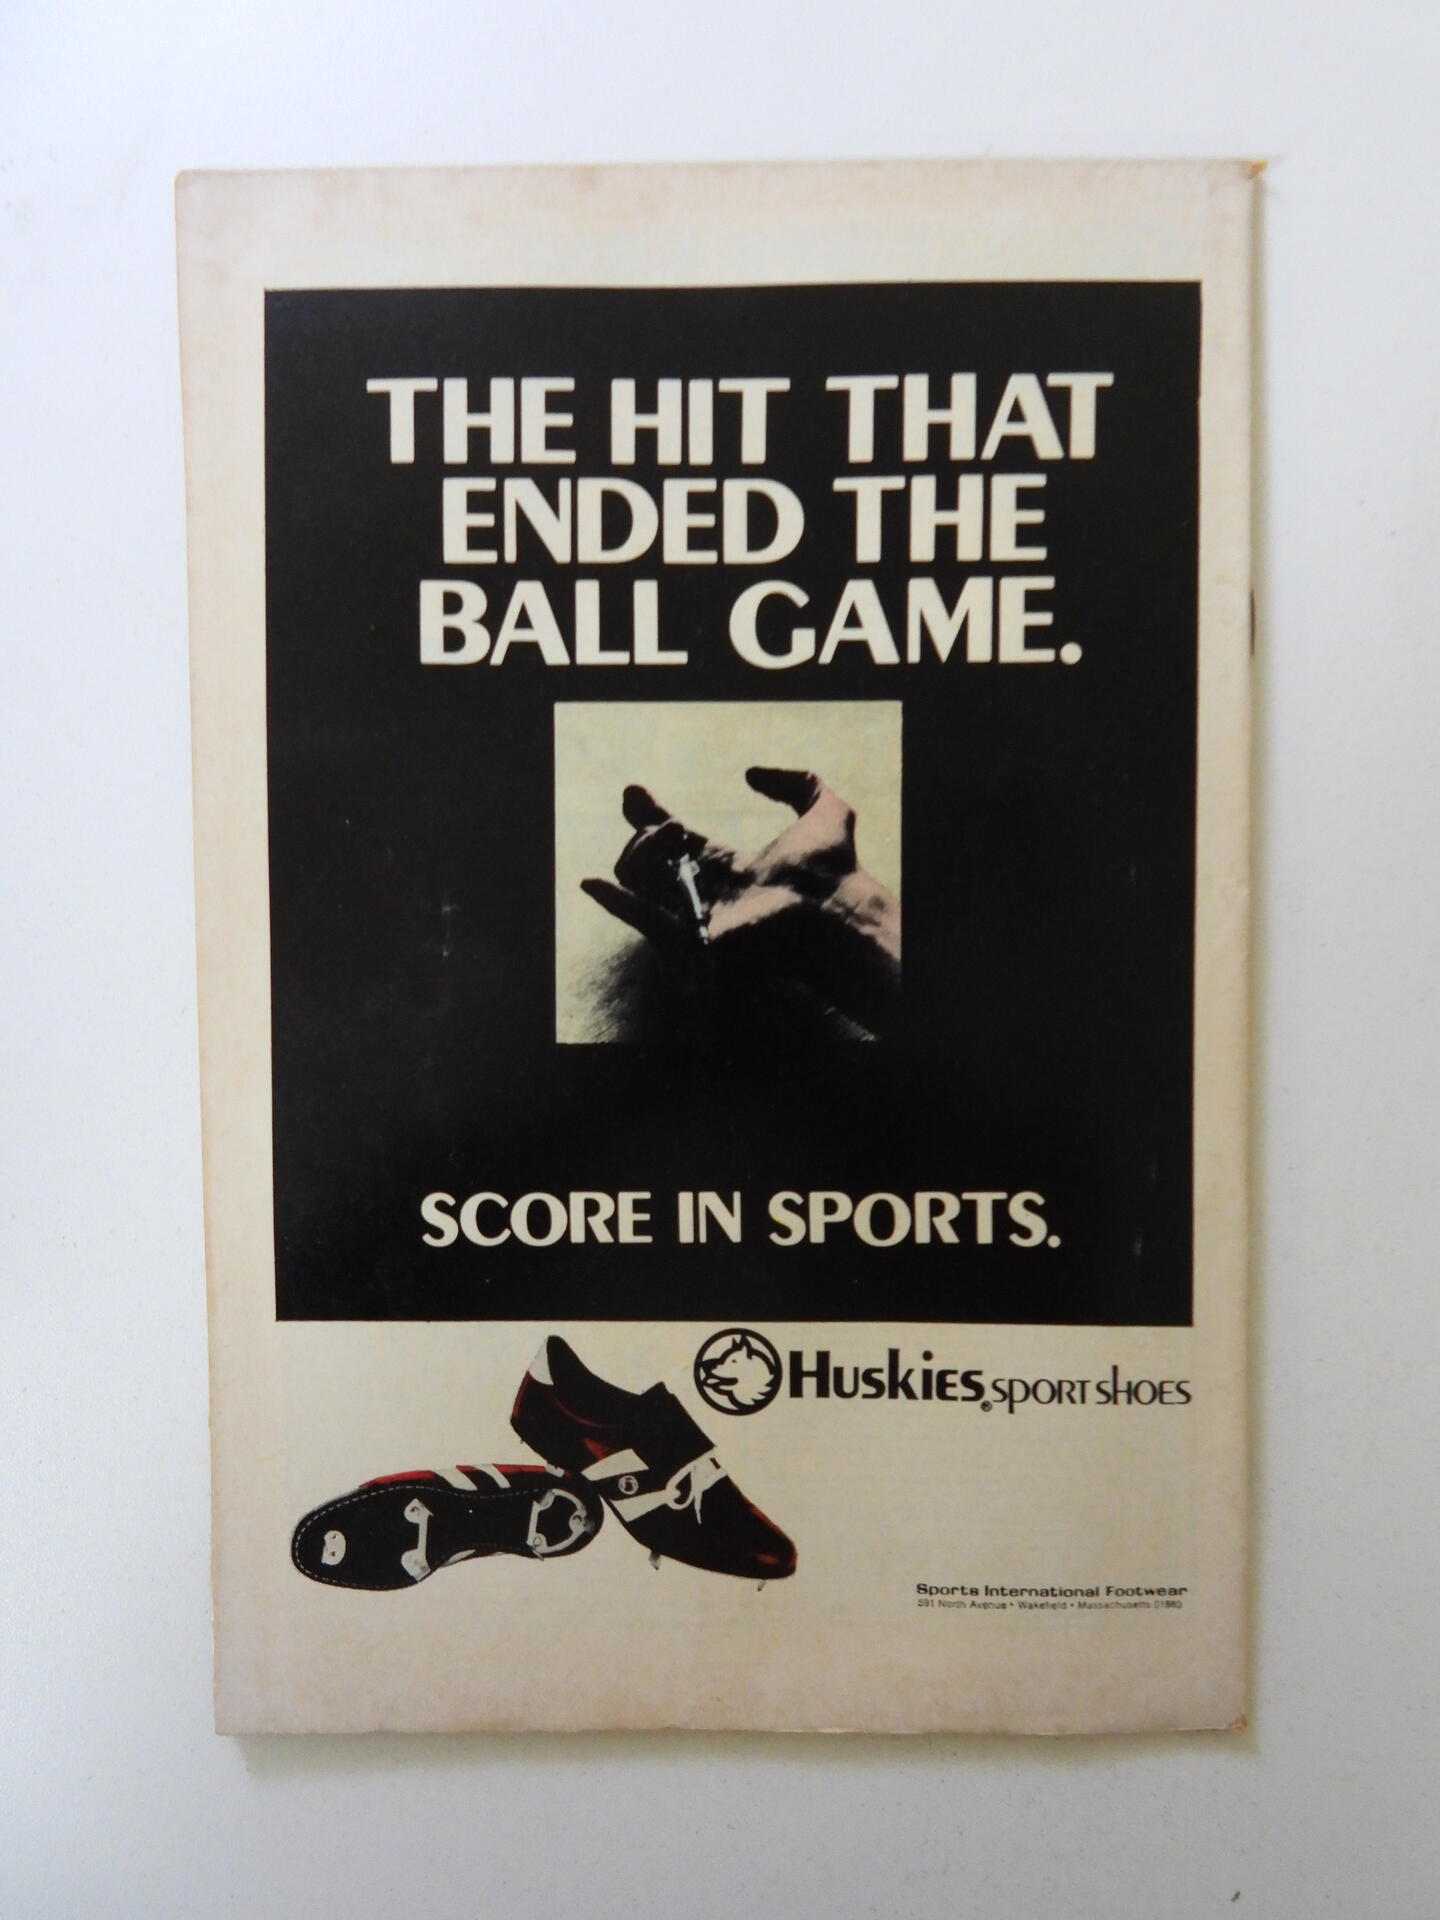 THE HIT THAT
ENDED THE
BALL GAME.
SCORE IN SPORTS.
HUSKIES® SPORT SHOES
Sports International Footwear
591 North Avenue • Wakefield • Massachusetts 01880